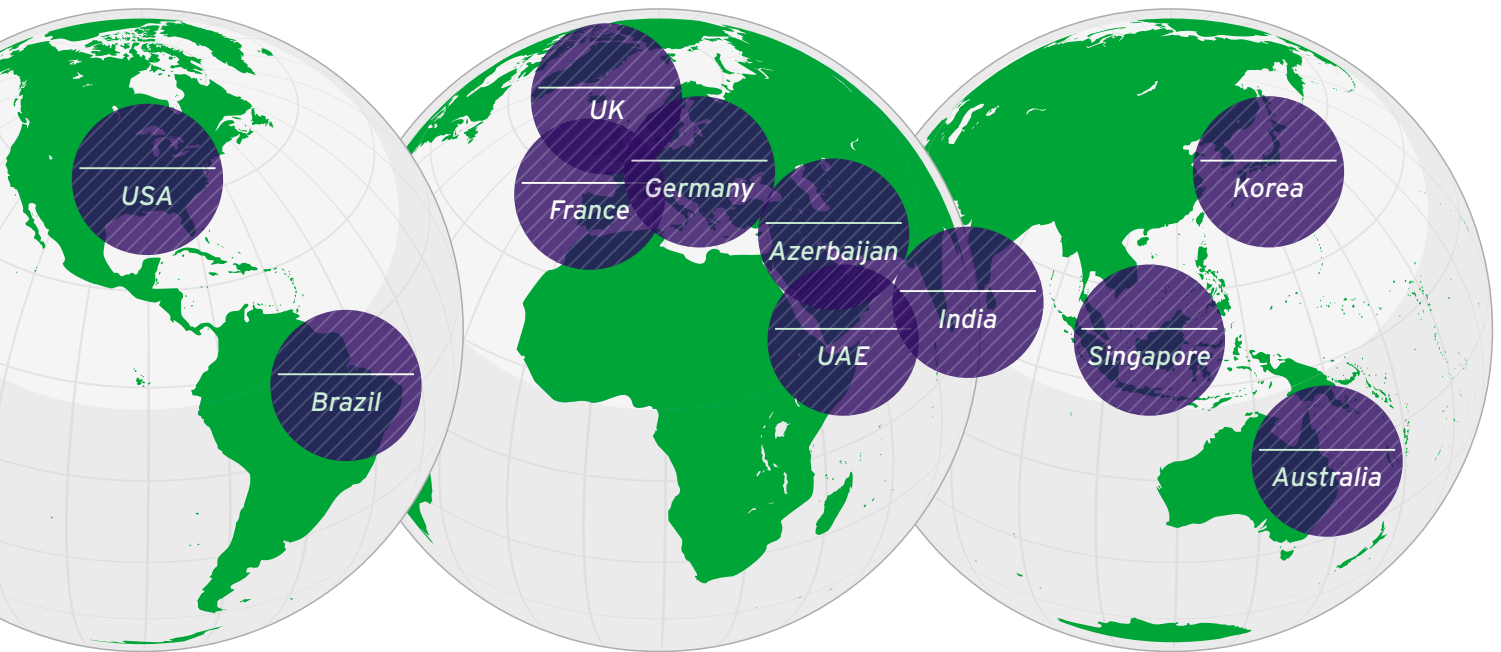 USA
Brazil
UK
France
Germany
Azerbaijan
UAE
India
Korea
Singapore
Australia